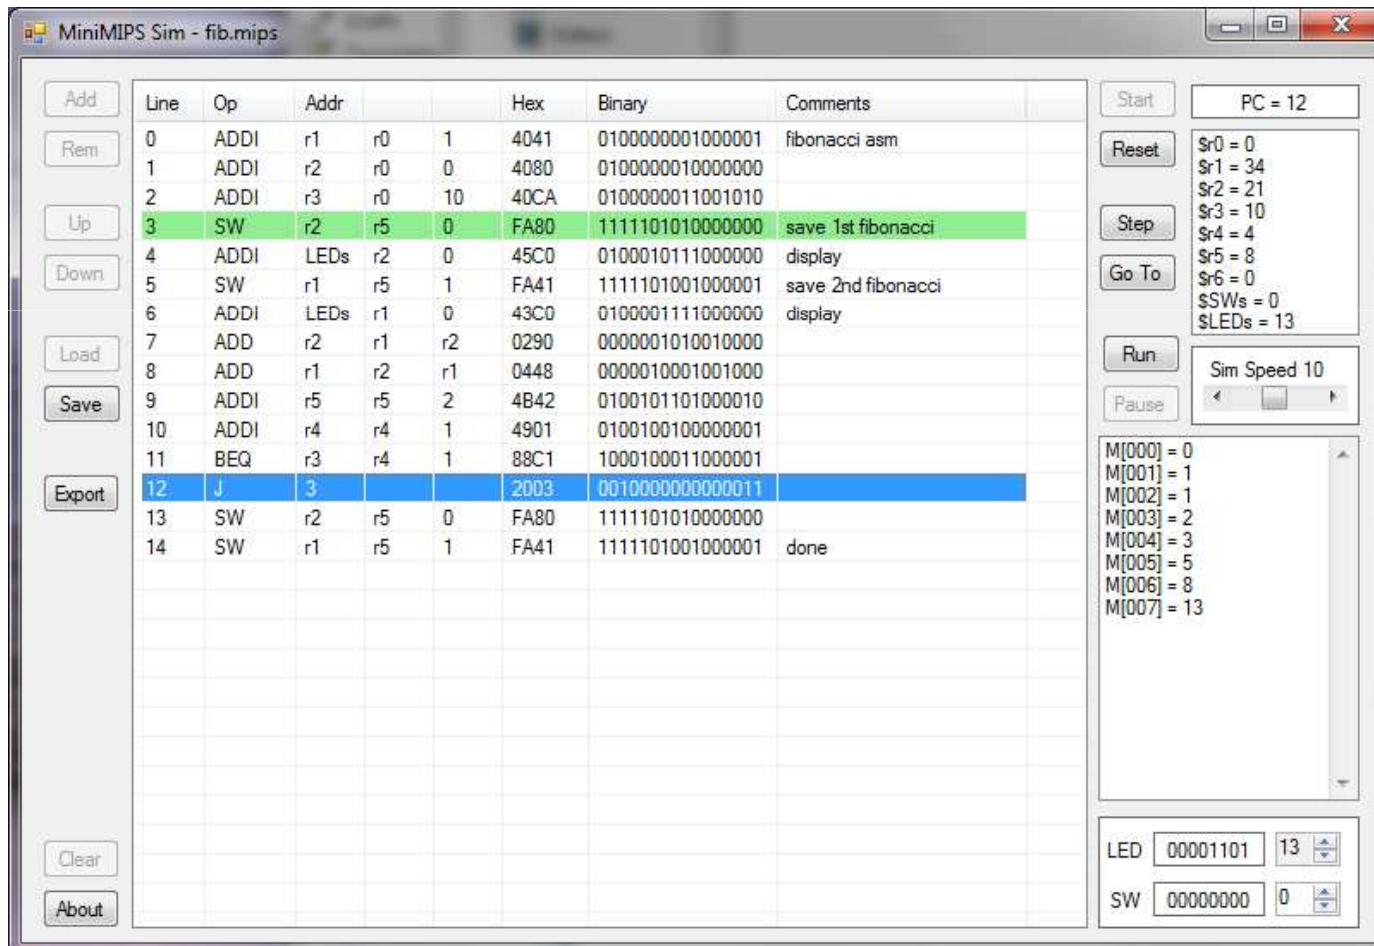 MiniMIPS Sim - fib.mips
Add
Rem
Up
Down
Load
Save
Export
Clear
About
Line Op Addr Hex Binary Comments
0 ADDI r1 r0 1 4041 0100000001000001 fibonacci asm
1 ADDI r2 r0 0 4080 0100000010000000
2 ADDI r3 r0 10 40CA 0100000011001010
3 SW r2 r5 0 FA80 1111101010000000 save 1st fibonacci
4 ADDI LEDs r2 0 45C0 0100010111000000 display
5 SW r1 r5 1 FA41 1111101001000001 save 2nd fibonacci
6 ADDI LEDs r1 0 43C0 0100001111000000 display
7 ADD r2 r1 r2 0290 0000001010010000
8 ADD r1 r2 r1 0448 0000010001001000
9 ADDI r5 r5 2 4B42 0100101101000010
10 ADDI r4 r4 1 4901 0100100100000001
11 BEQ r3 r4 1 88C1 1000100011000001
12 J 3 2003 0010000000000011
13 SW r2 r5 0 FA80 1111101010000000
14 SW r1 r5 1 FA41 1111101001000001 done
Start
Reset
Step
Go To
Run
Pause
PC = 12
$r0 = 0
$r1 = 34
$r2 = 21
$r3 = 10
$r4 = 4
$r5 = 8
$r6 = 0
$SWs = 0
$LEDs = 13
Sim Speed 10
M[000] = 0
M[001] = 1
M[002] = 1
M[003] = 2
M[004] = 3
M[005] = 5
M[006] = 8
M[007] = 13
LED 00001101 13
SW 00000000 0